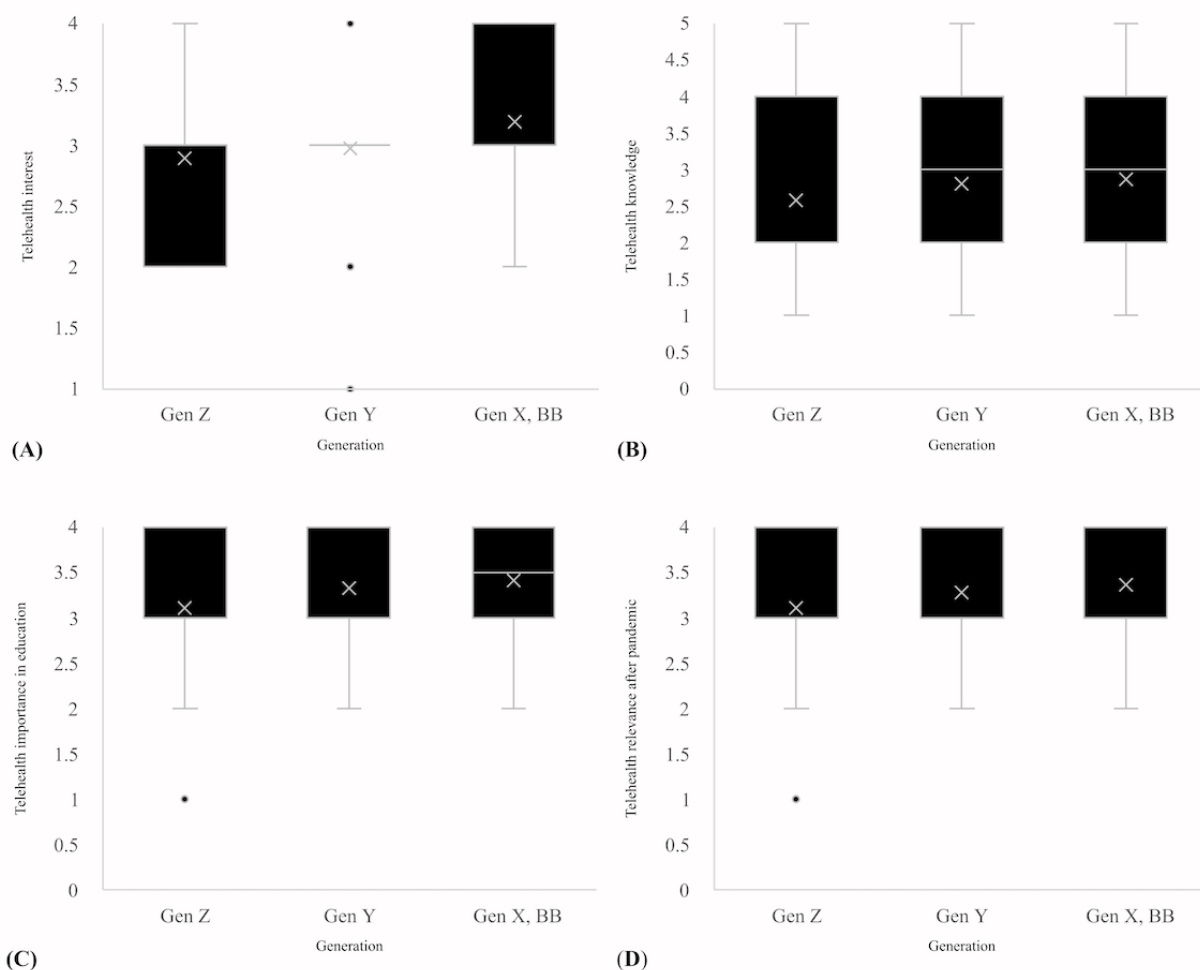 Telehealth interest
4
3.5
3
2.5
2
1.5
1
Gen Z Gen Y Gen X, BB
Generation
(A)
Telehealth knowledge
5
4.5
4
3.5
3
2.5
2
1.5
1
0.5
0
Gen Z Gen Y Gen X, BB
Generation
(B)
Telehealth importance in education
4
3.5
3
2.5
2
1.5
1
0.5
0
Gen Z Gen Y Gen X, BB
Generation
(C)
Telehealth relevance after pandemic
4
3.5
3
2.5
2
1.5
1
0.5
0
Gen Z Gen Y Gen X, BB
Generation
(D)